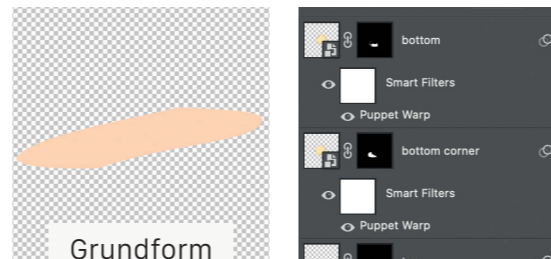 Grundform
bottom
Smart Filters
Puppet Warp
bottom corner
Smart Filters
Puppet Warp